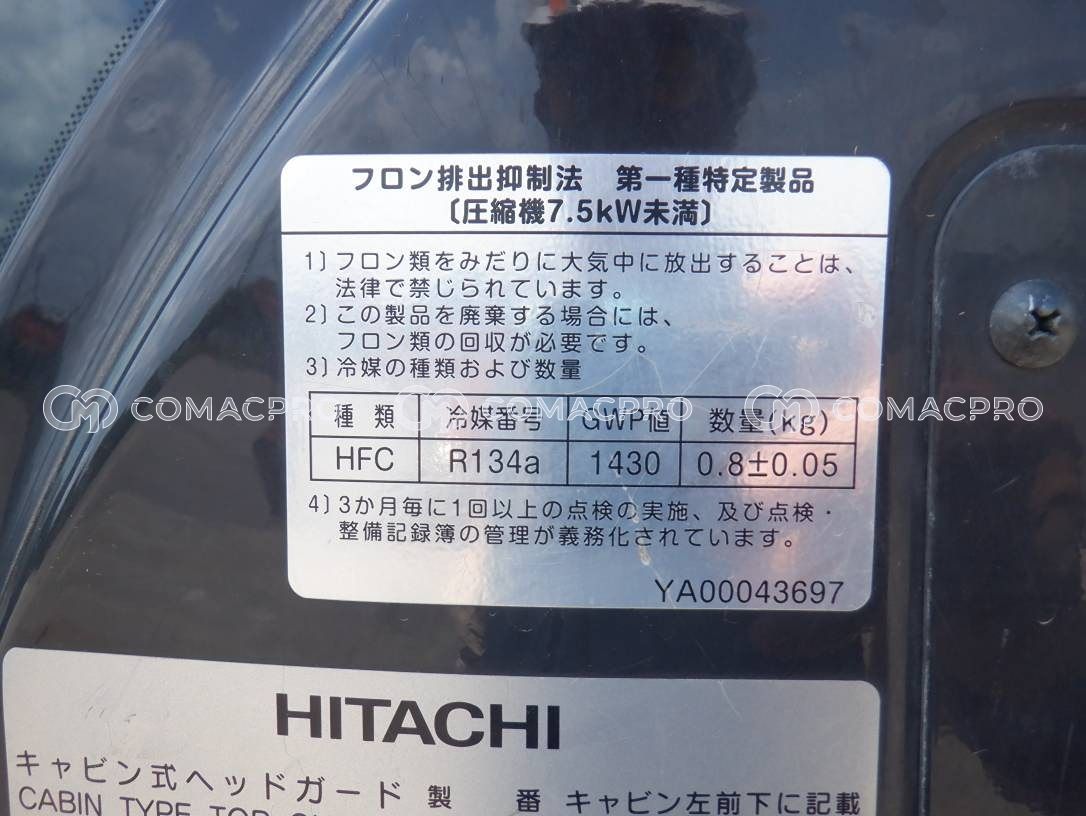 フロン排出抑制法　第一種特定製品
〔圧縮機7.5kW未満〕
1〕フロン類をみだりに大気中に放出することは、
法律で禁じられています。
2〕この製品を廃棄する場合には、
フロン類の回収が必要です。
3〕冷媒の種類および数量
種類 冷媒番号 GWP値 数量(kg)
COMACPRO COMACPRO COMACPRO
HFC R134a 1430 0.8±0.05
4〕3か月毎に1回以上の点検の実施、及び点検・
整備記録簿の管理が義務化されています。
YA00043697
HITACHI
キャビン式ヘッドガード 製 番 キャビン左前下に記載
CABIN TYPE TOP